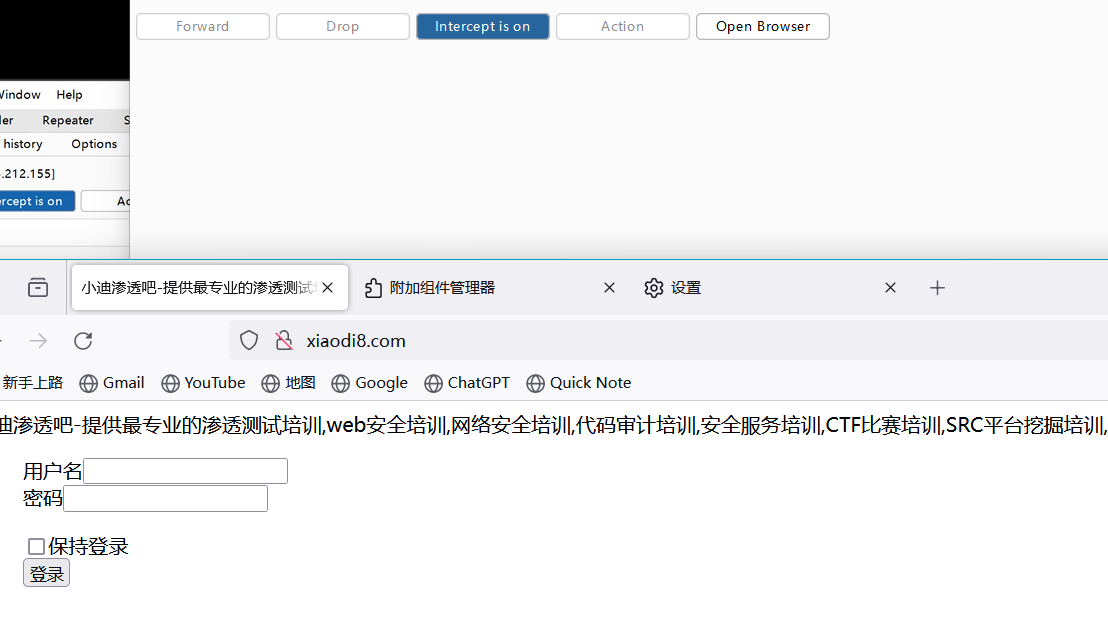 Forward Drop Intercept is on Action Open Browser
Window Help
Repeater
history Options
.212.155]
rcept is on
小迪渗透吧-提供最专业的渗透测试 附加组件管理器 设置
xiaodi8.com
新手上路 Gmail YouTube 地图 Google ChatGPT Quick Note
迪渗透吧-提供最专业的渗透测试培训,web安全培训,网络安全培训,代码审计培训,安全服务培训,CTF比赛培训,SRC平台挖掘培训,
用户名
密码
保持登录
登录